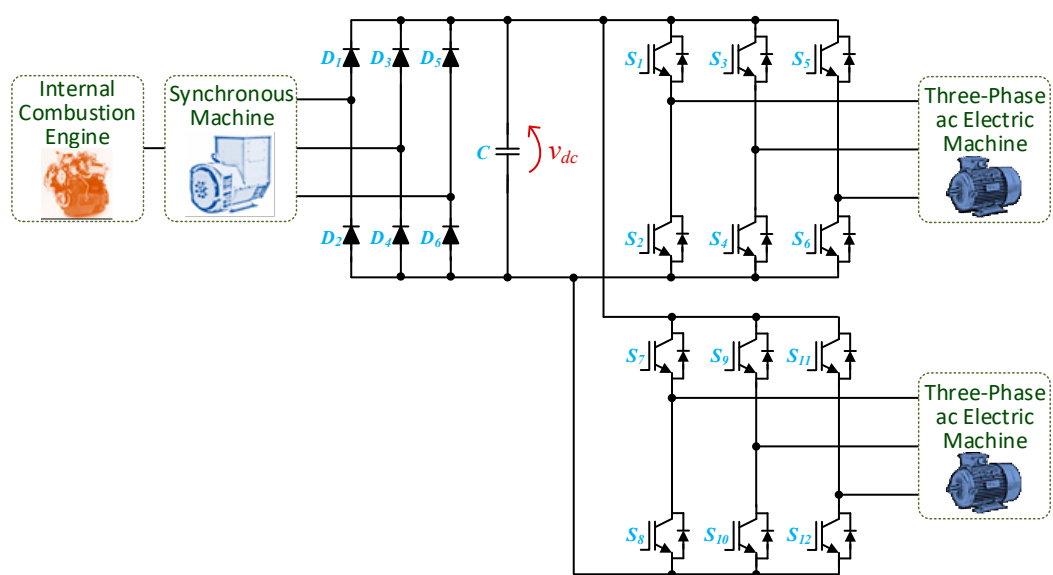 Internal
Combustion
Engine
Synchronous
Machine
D1
D3
D5
D2
D4
D6
C
vdc
S1
S3
S5
S2
S4
S6
Three-Phase
ac Electric
Machine
S7
S9
S11
S8
S10
S12
Three-Phase
ac Electric
Machine